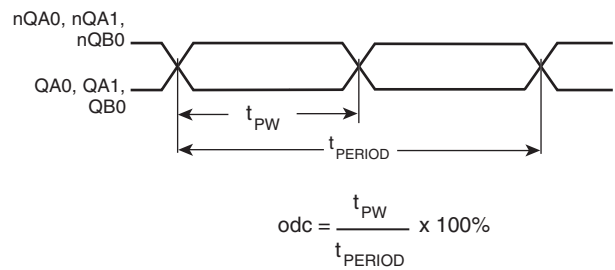 nQA0, nQA1,
nQB0
QA0, QA1,
QB0
tPW
tPERIOD
odc = tPW / tPERIOD x 100%